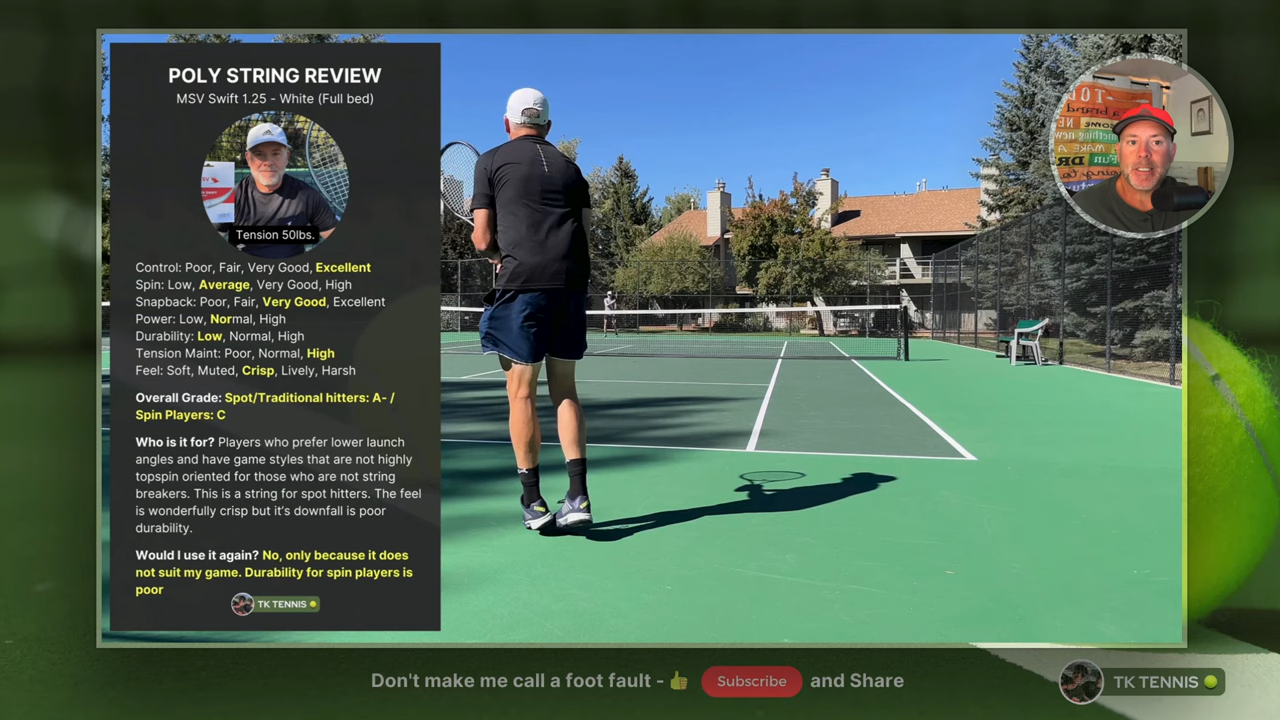 POLY STRING REVIEW
MSV Swift 1.25 - White (Full bed)
Tension 50lbs.
Control: Poor, Fair, Very Good, Excellent
Spin: Low, Average, Very Good, High
Snapback: Poor, Fair, Very Good, Excellent
Power: Low, Normal, High
Durability: Low, Normal, High
Tension Maint: Poor, Normal, High
Feel: Soft, Muted, Crisp, Lively, Harsh
Overall Grade: Spot/Traditional hitters: A- /
Spin Players: C
Who is it for? Players who prefer lower launch
angles and have game styles that are not highly
topspin oriented for those who are not string
breakers. This is a string for spot hitters. The feel
is wonderfully crisp but it's downfall is poor
durability.
Would I use it again? No, only because it does
not suit my game. Durability for spin players is
poor
TK TENNIS
Don't make me call a foot fault - 👍 Subscribe and Share
TK TENNIS